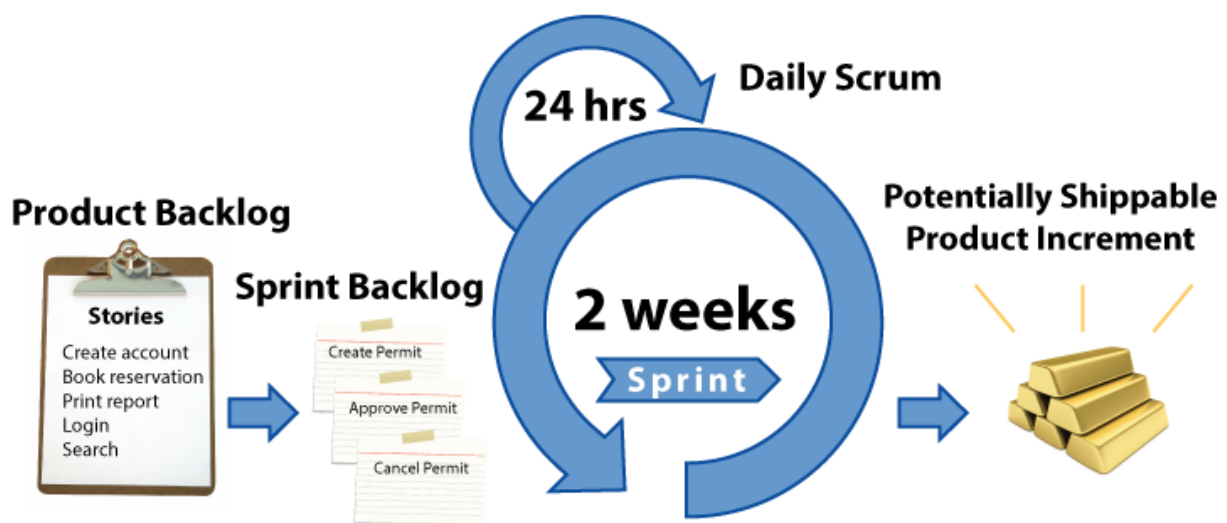 Product Backlog
Stories
Create account
Book reservation
Print report
Login
Search
Sprint Backlog
Create Permit
Approve Permit
Cancel Permit
24 hrs
Daily Scrum
2 weeks
Sprint
Potentially Shippable
Product Increment